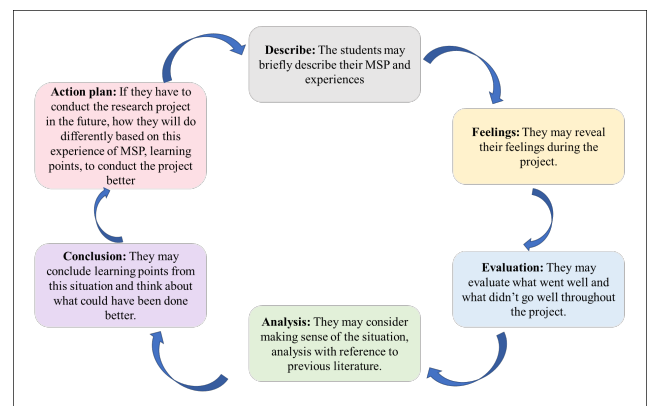 Describe: The students may
briefly describe their MSP and
experiences
Feelings: They may reveal
their feelings during the
project.
Evaluation: They may
evaluate what went well and
what didn't go well throughout
the project.
Analysis: They may consider
making sense of the situation,
analysis with reference to
previous literature.
Conclusion: They may
conclude learning points from
this situation and think about
what could have been done
better.
Action plan: If they have to
conduct the research project
in the future, how they will do
differently based on this
experience of MSP, learning
points, to conduct the project
better